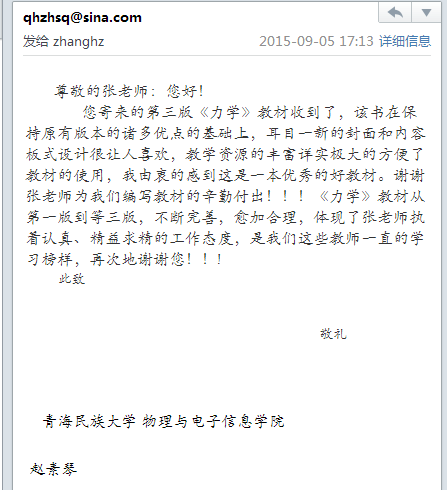 qhzhsq@sina.com
发给 zhanghz 2015-09-05 17:13 详细信息
尊敬的张老师：您好！
您寄来的第三版《力学》教材收到了，该书在保
持原有版本的诸多优点的基础上，耳目一新的封面和内容
板式设计很让人喜欢，教学资源的丰富详实极大的方便了
教材的使用，我由衷的感到这是一本优秀的好教材。谢谢
张老师为我们编写教材的辛勤付出！！！《力学》教材从
第一版到等三版，不断完善，愈加合理，体现了张老师执
着认真、精益求精的工作态度，是我们这些教师一直的学
习榜样，再次地谢谢您！！！
此致
敬礼
青海民族大学 物理与电子信息学院
赵素琴